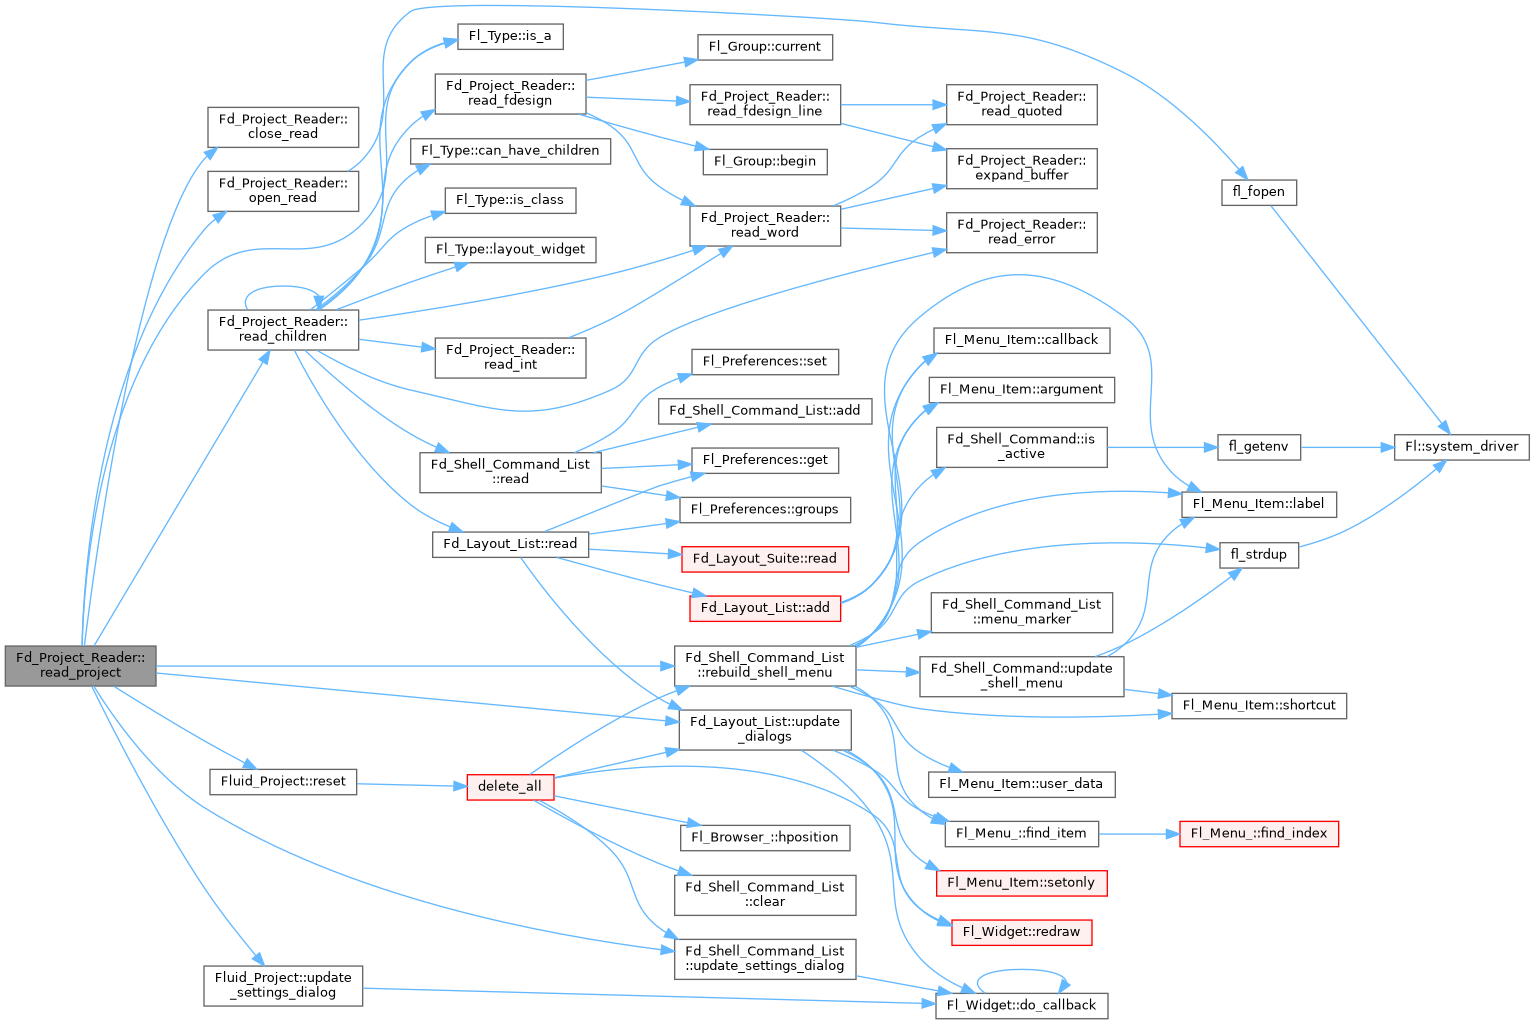 Fd_Project_Reader::
read_project
Fd_Project_Reader::
close_read
Fd_Project_Reader::
open_read
Fd_Project_Reader::
read_children
Fluid_Project::reset
Fluid_Project::update
_settings_dialog
Fl_Type::is_a
Fd_Project_Reader::
read_fdesign
Fl_Type::can_have_children
Fl_Type::is_class
Fl_Type::layout_widget
Fd_Project_Reader::
read_int
Fd_Shell_Command_List
::read
Fd_Layout_List::read
delete_all
Fl_Group::current
Fd_Project_Reader::
read_fdesign_line
Fl_Group::begin
Fd_Project_Reader::
read_word
Fl_Preferences::set
Fd_Shell_Command_List::add
Fl_Preferences::get
Fl_Preferences::groups
Fd_Layout_Suite::read
Fd_Layout_List::add
Fd_Shell_Command_List
::rebuild_shell_menu
Fd_Layout_List::update
_dialogs
Fl_Browser_::hposition
Fd_Shell_Command_List
::clear
Fd_Shell_Command_List
::update_settings_dialog
Fd_Project_Reader::
read_quoted
Fd_Project_Reader::
expand_buffer
Fd_Project_Reader::
read_error
Fl_Menu_Item::callback
Fl_Menu_Item::argument
Fd_Shell_Command::is
_active
Fd_Shell_Command_List
::menu_marker
Fd_Shell_Command::update
_shell_menu
Fl_Menu_Item::user_data
Fl_Menu_::find_item
Fl_Menu_Item::setonly
Fl_Widget::redraw
Fl_Widget::do_callback
fl_fopen
fl_getenv
Fl_Menu_Item::label
fl_strdup
Fl_Menu_Item::shortcut
Fl_Menu_::find_index
Fl::system_driver